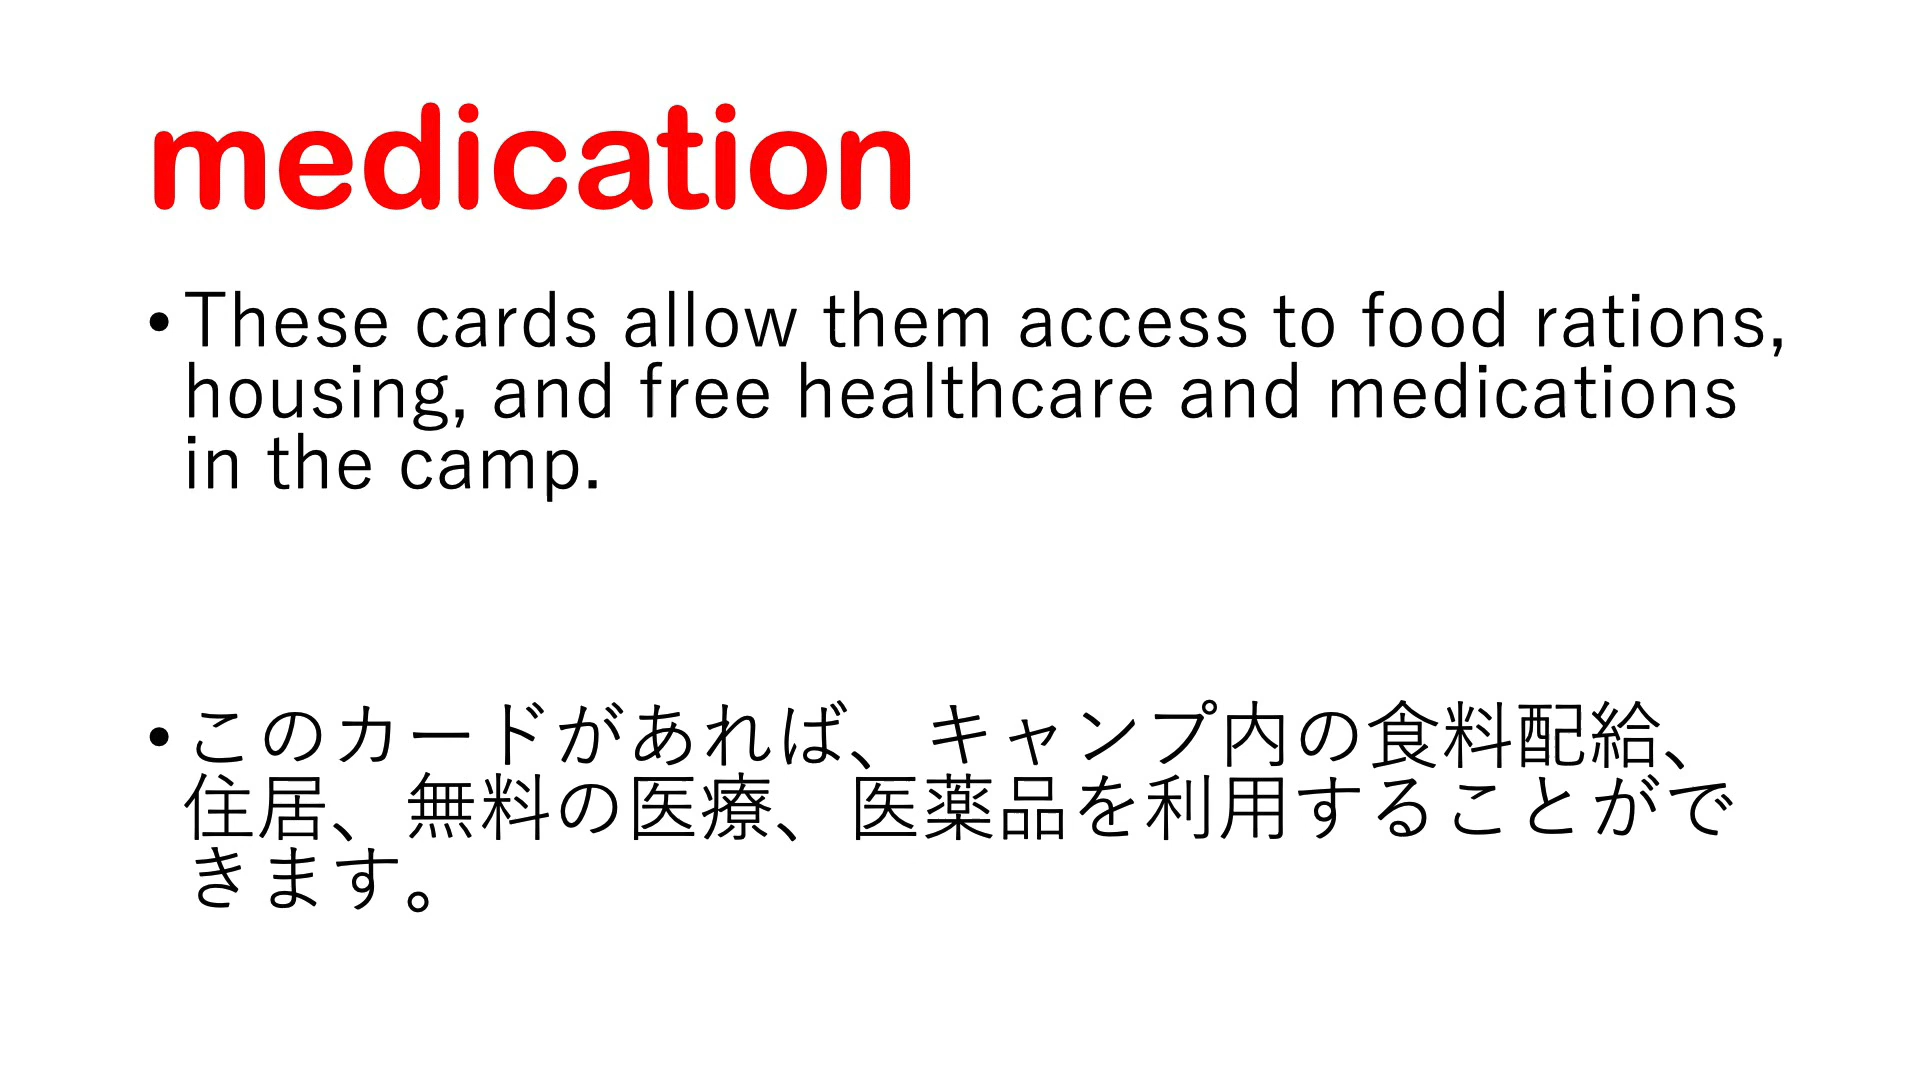 medication
• These cards allow them access to food rations,
housing, and free healthcare and medications
in the camp.
• このカードがあれば、キャンプ内の食料配給、
住居、無料の医療、医薬品を利用することがで
きます。